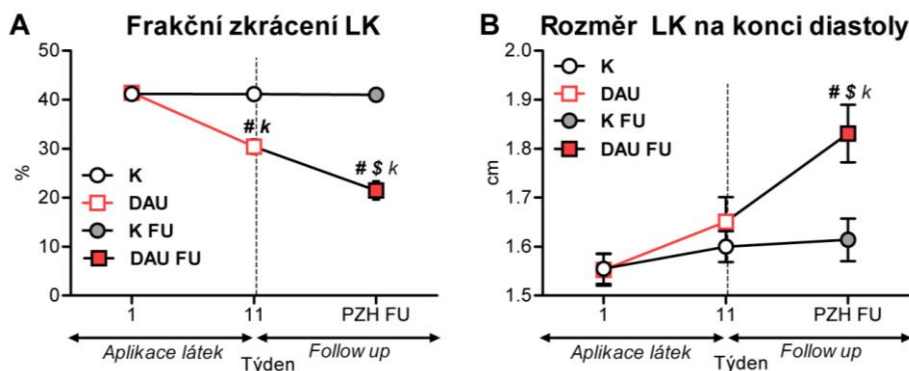 A Frakční zkrácení LK
50
40
30
20
10
0
%
# k
# $ k
K
DAU
K FU
DAU FU
1 11 PZH FU
Aplikace látek Follow up
Týden
B Rozměr LK na konci diastoly
2.0
1.9
1.8
1.7
1.6
1.5
cm
K
DAU
K FU
DAU FU
# $ k
1 11 PZH FU
Aplikace látek Follow up
Týden